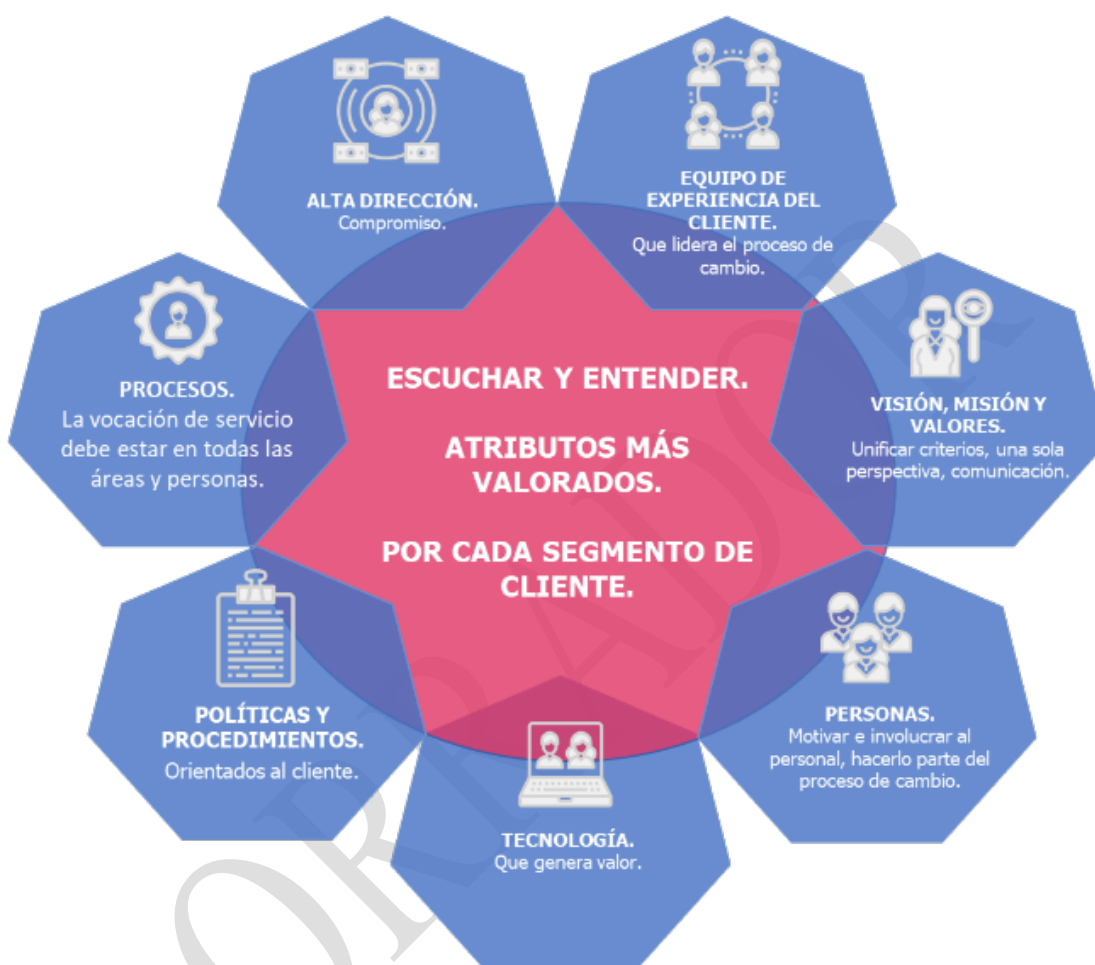 ALTA DIRECCIÓN.
Compromiso.
EQUIPO DE
EXPERIENCIA DEL
CLIENTE.
Que lidera el proceso de
cambio.
VISIÓN, MISIÓN Y
VALORES.
Unificar criterios, una sola
perspectiva, comunicación.
PERSONAS.
Motivar e involucrar al
personal, hacerlo parte del
proceso de cambio.
TECNOLOGÍA.
Que genera valor.
POLÍTICAS Y
PROCEDIMIENTOS.
Orientados al cliente.
PROCESOS.
La vocación de servicio
debe estar en todas las
áreas y personas.
ESCUCHAR Y ENTENDER.
ATRIBUTOS MÁS
VALORADOS.
POR CADA SEGMENTO DE
CLIENTE.
ORRADOR